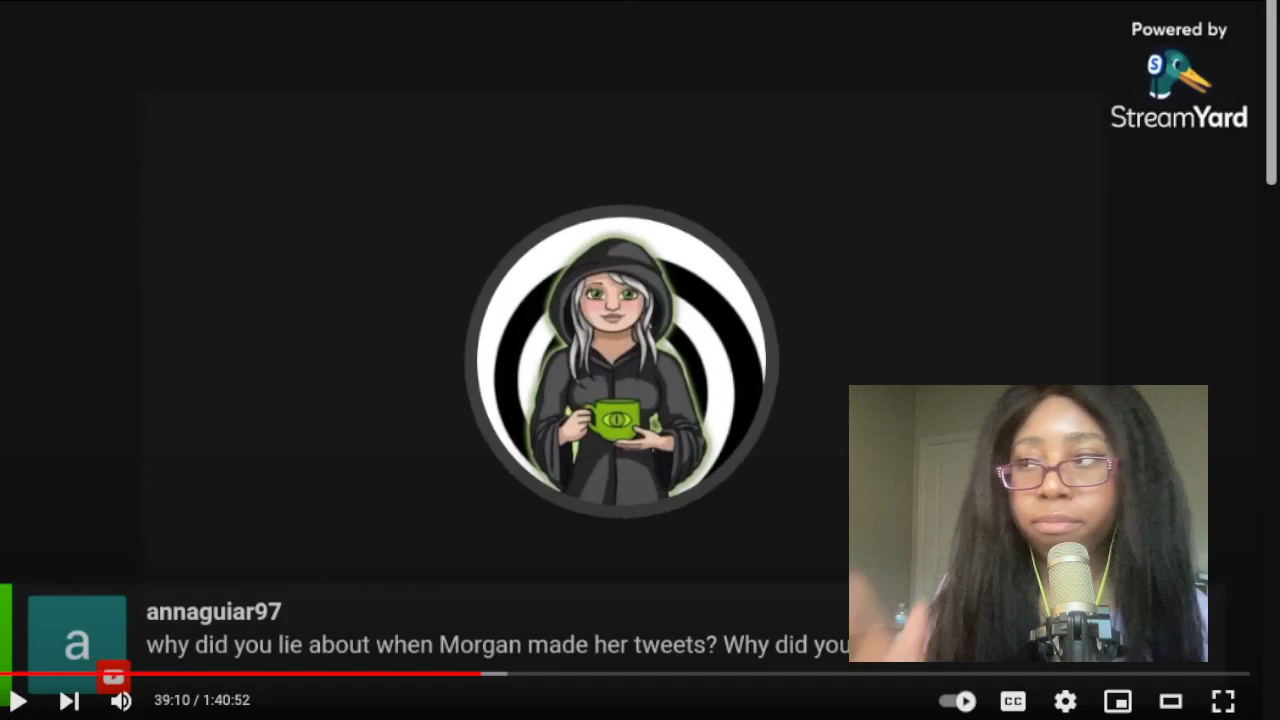 Powered by
S
StreamYard
a
annaguiar97
why did you lie about when Morgan made her tweets? Why did you
39:10 / 1:40:52
CC